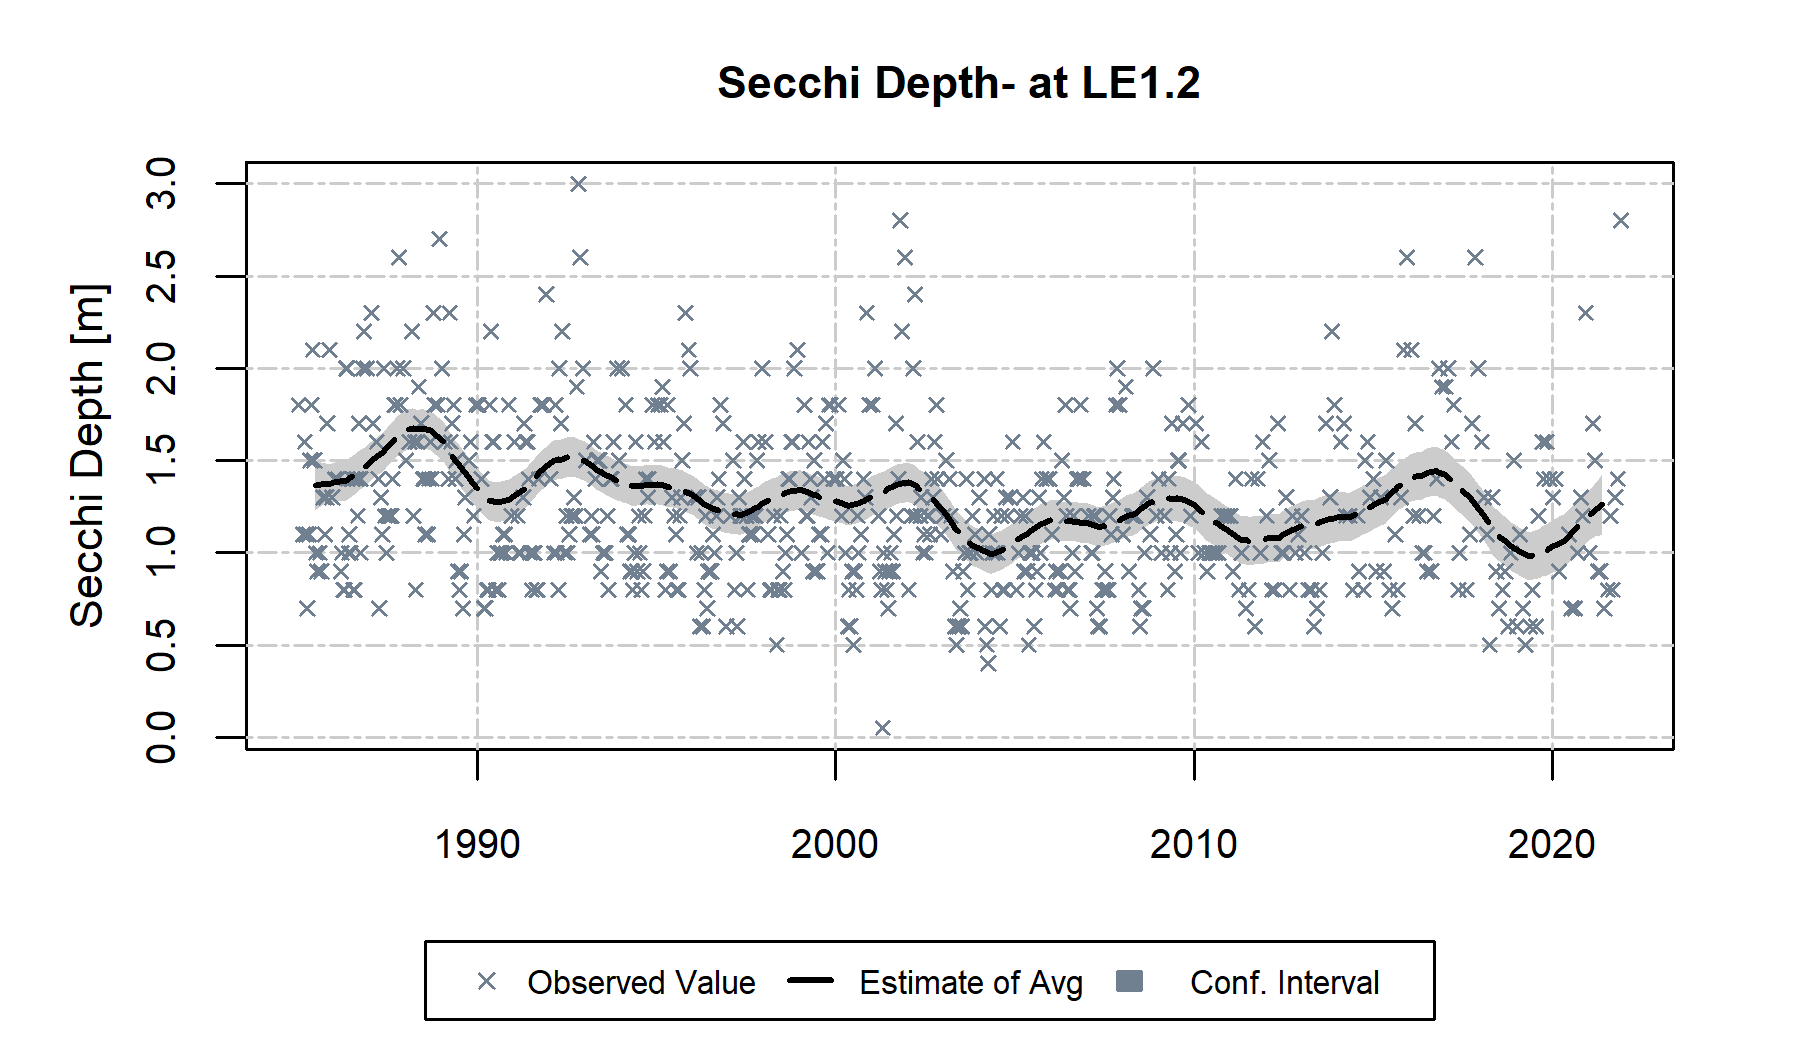 Secchi Depth- at LE1.2
Secchi Depth [m]
3.0
2.5
2.0
1.5
1.0
0.5
0.0
1990 2000 2010 2020
Observed Value Estimate of Avg Conf. Interval